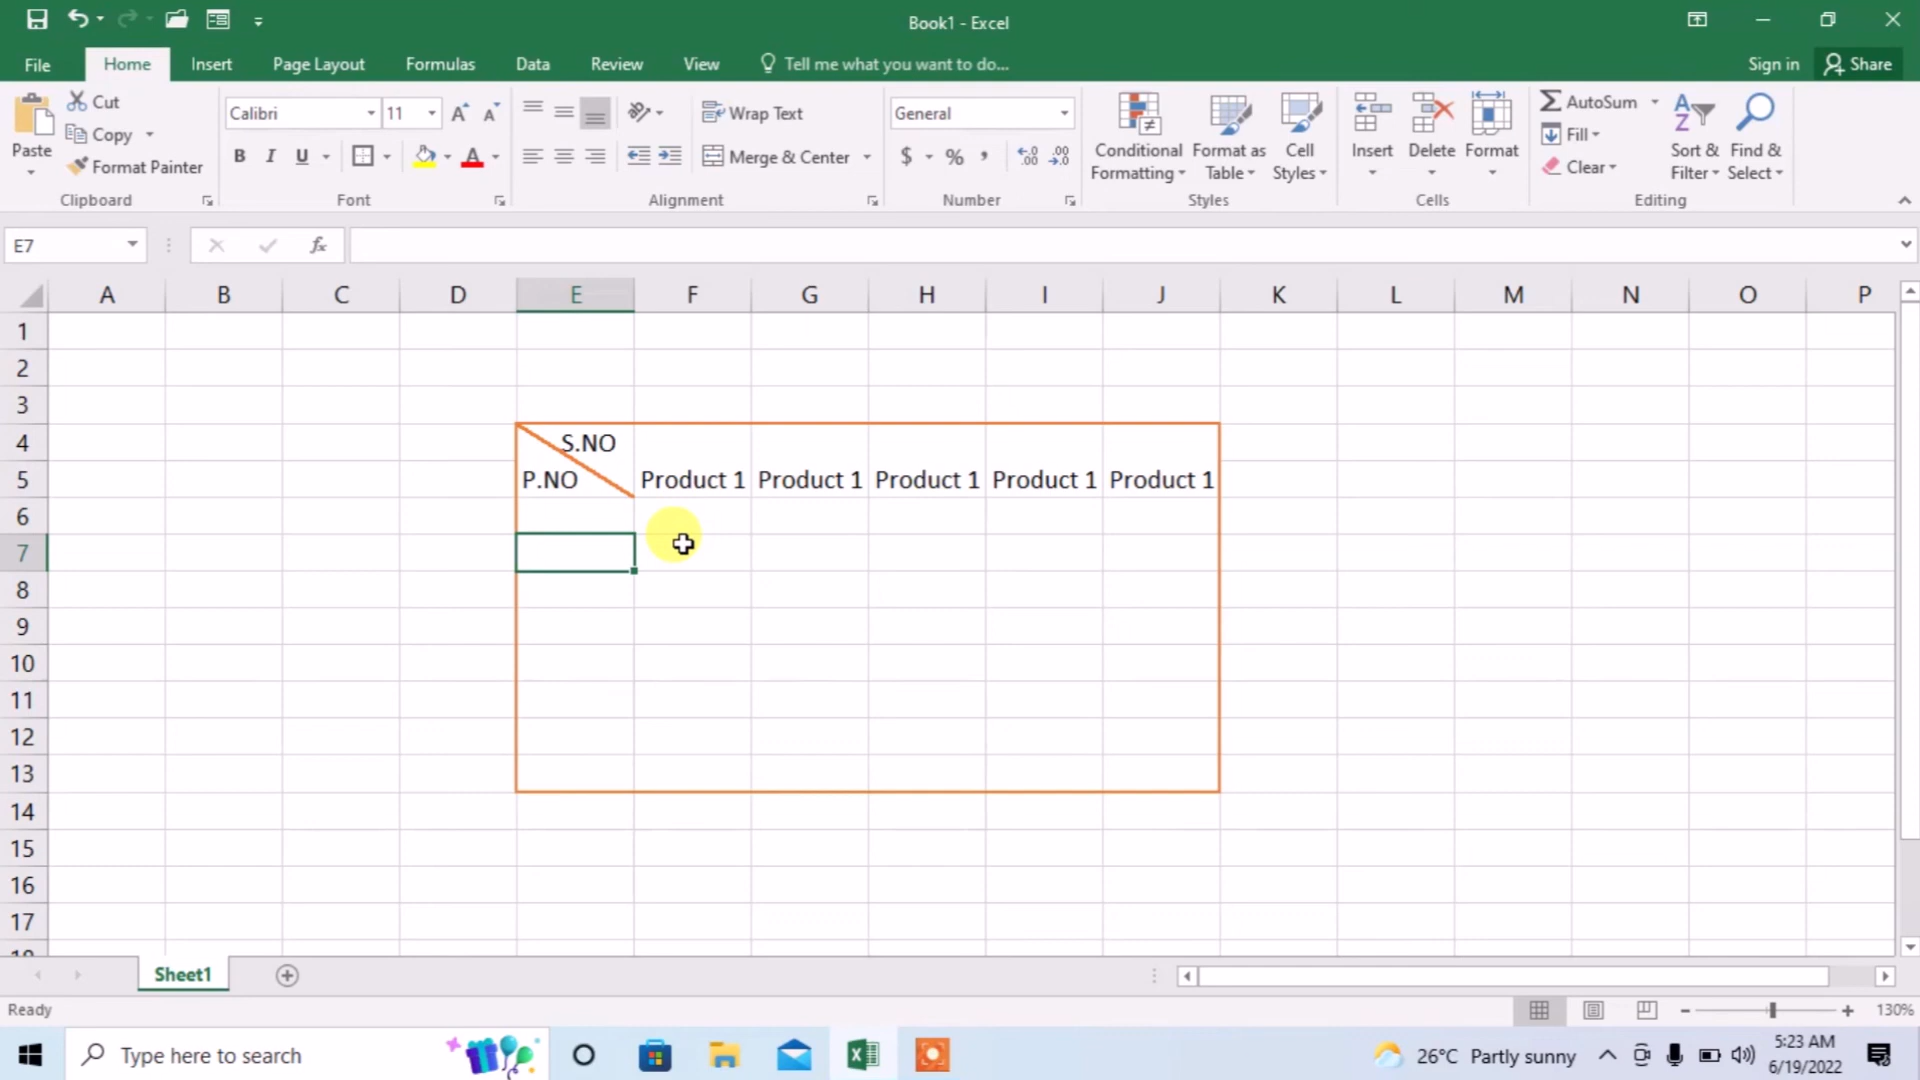 Book1 - Excel
File Home Insert Page Layout Formulas Data Review View Tell me what you want to do... Sign in Share
Paste
Cut
Copy
Format Painter
Clipboard
Calibri 11
B I U
Font
Wrap Text
Merge & Center
Alignment
General
$ % ,
Number
Conditional Formatting
Format as Table
Cell Styles
Styles
Insert Delete Format
Cells
AutoSum
Fill
Clear
Sort & Filter
Find & Select
Editing
E7 fx
A B C D E F G H I J K L M N O P
1
2
3
4 S.NO
5 P.NO Product 1 Product 1 Product 1 Product 1 Product 1
6
7
8
9
10
11
12
13
14
15
16
17
Sheet1
Ready 130%
Type here to search 26°C Partly sunny
5:23 AM
6/19/2022